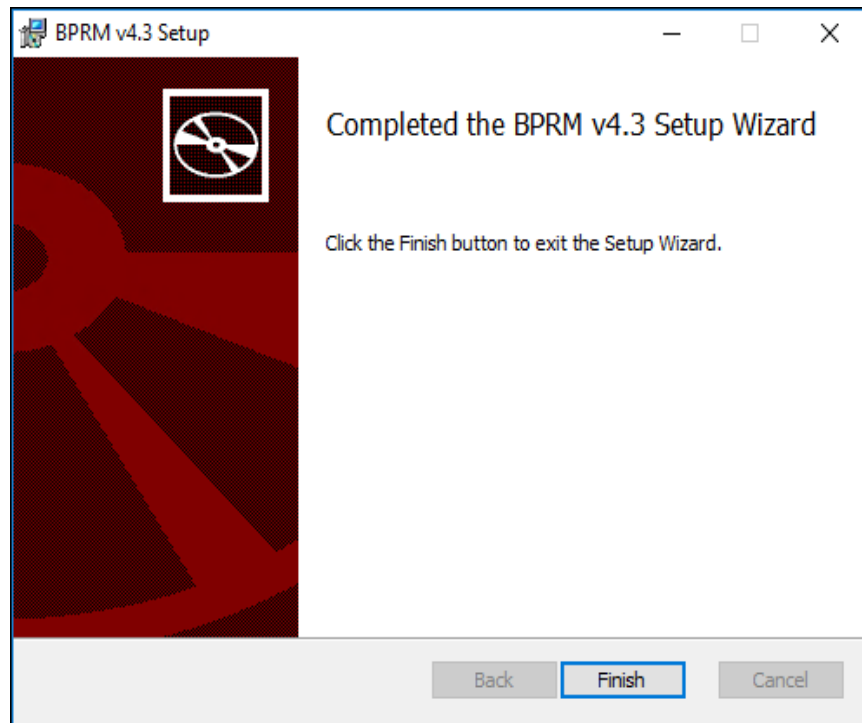 BPRM v4.3 Setup
Completed the BPRM v4.3 Setup Wizard
Click the Finish button to exit the Setup Wizard.
Back
Finish
Cancel